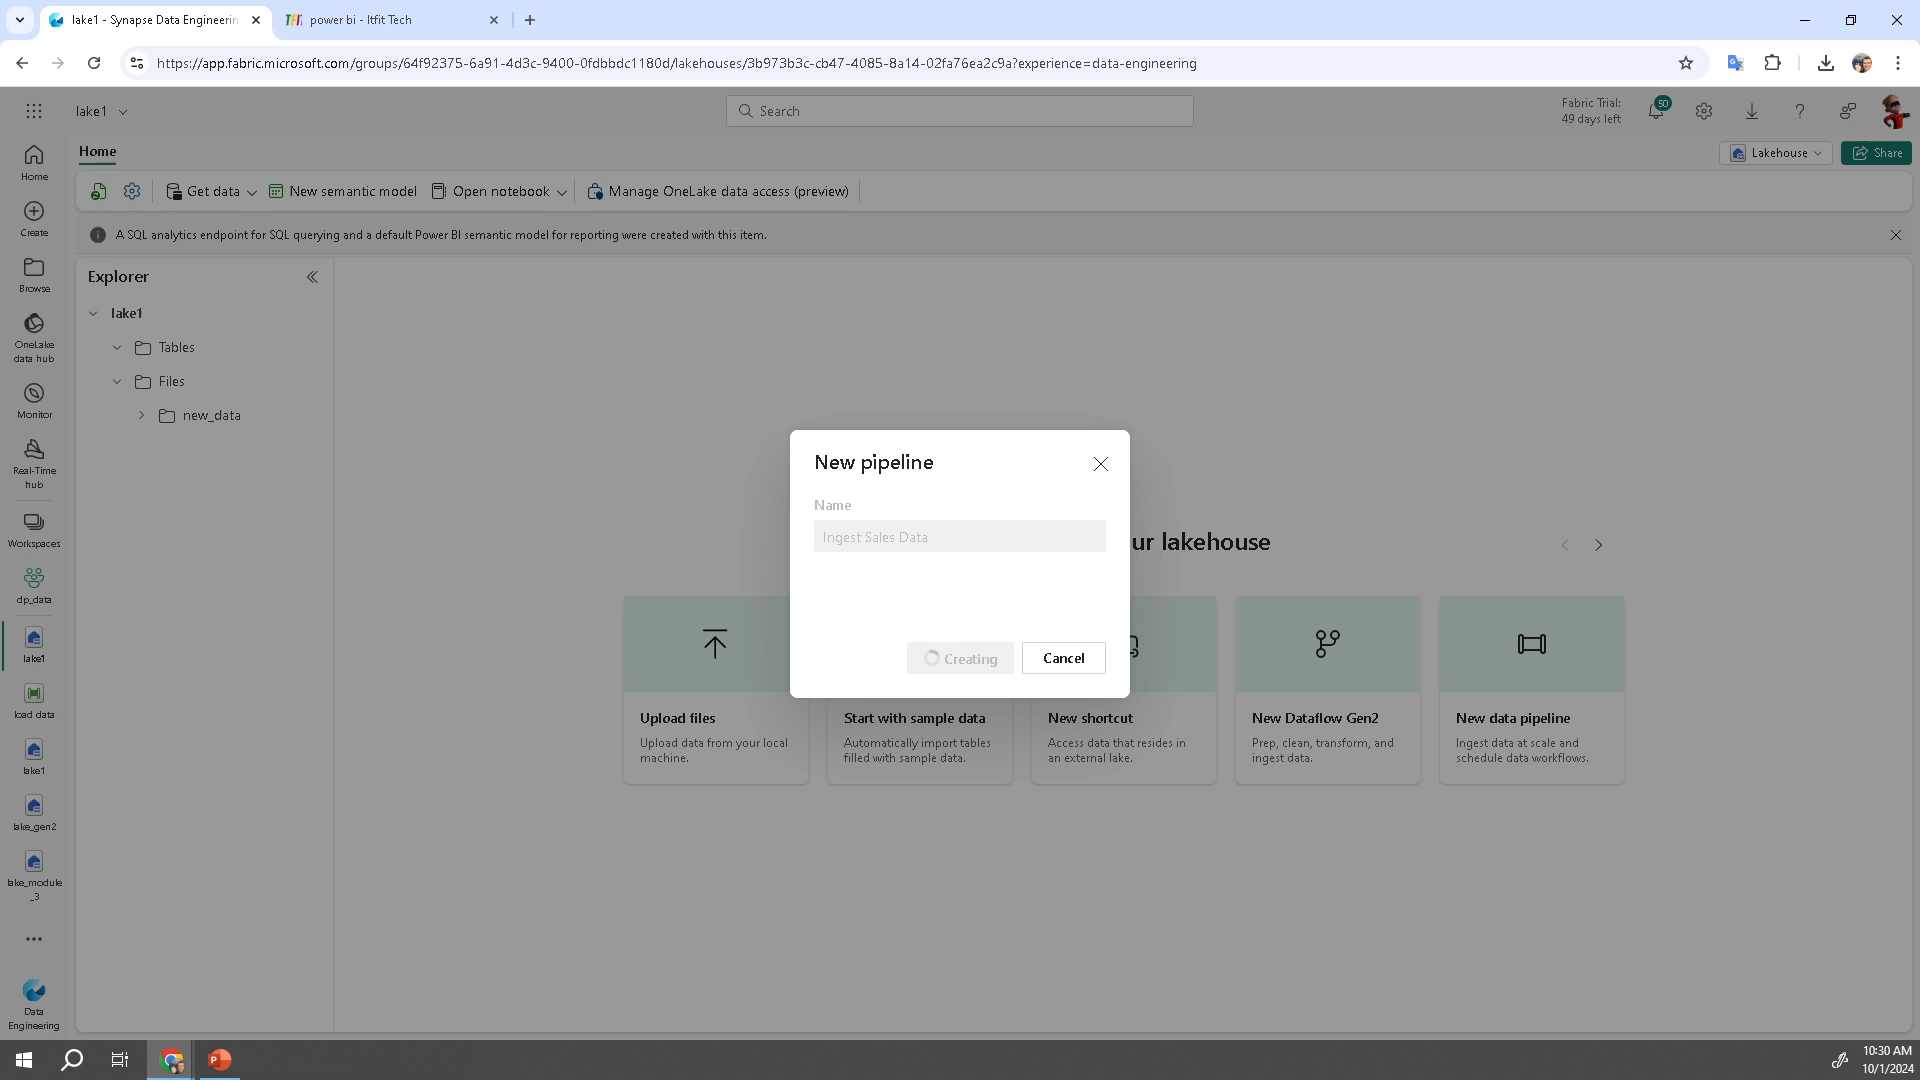 lake1 - Synapse Data Engineerin
power bi - Itfit Tech
https://app.fabric.microsoft.com/groups/64f92375-6a91-4d3c-9400-0fdbbdc1180d/lakehouses/3b973b3c-cb47-4085-8a14-02fa76ea2c9a?experience=data-engineering
lake1
Search
Fabric Trial:
49 days left
50
Home
Lakehouse
Share
Get data
New semantic model
Open notebook
Manage OneLake data access (preview)
A SQL analytics endpoint for SQL querying and a default Power BI semantic model for reporting were created with this item.
Home
Create
Browse
OneLake
data hub
Monitor
Real-Time
hub
Workspaces
dp_data
lake1
load data
lake1
lake_gen2
lake_module
_3
Data
Engineering
Explorer
lake1
Tables
Files
new_data
New pipeline
Name
Ingest Sales Data
Creating
Cancel
ur lakehouse
Upload files
Upload data from your local
machine.
Start with sample data
Automatically import tables
filled with sample data.
New shortcut
Access data that resides in
an external lake.
New Dataflow Gen2
Prep, clean, transform, and
ingest data.
New data pipeline
Ingest data at scale and
schedule data workflows.
10:30 AM
10/1/2024